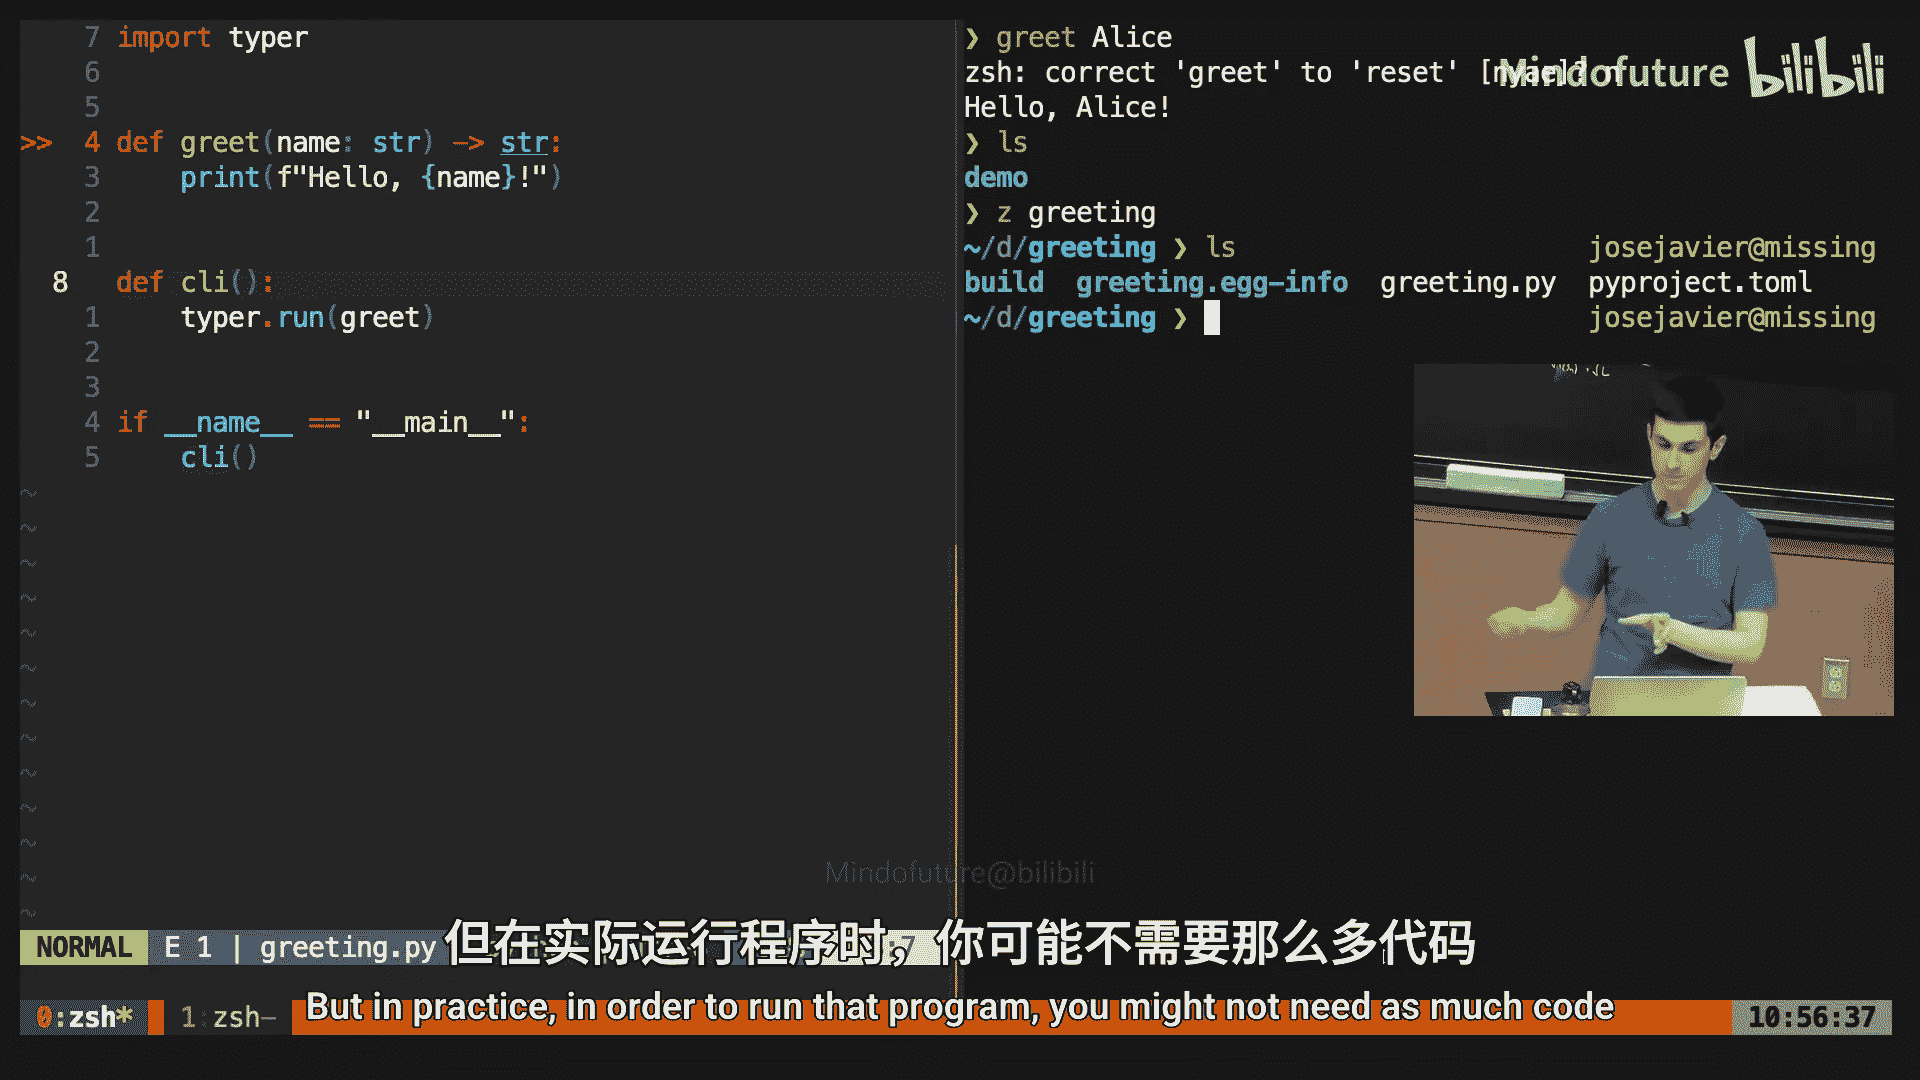 7 import typer
6
5
>> 4 def greet(name: str) -> str:
3 print(f"Hello, {name}!")
2
1
8 def cli():
1 typer.run(greet)
2
3
4 if __name__ == "__main__":
5 cli()
~
~
~
~
~
~
~
~
~
~
~
~
~
NORMAL E 1 | greeting.py
❯ greet Alice
zsh: correct 'greet' to 'reset' [nyae]? n
Hello, Alice!
❯ ls
demo
❯ z greeting
~/d/greeting ❯ ls josejavier@missing
build greeting.egg-info greeting.py pyproject.toml
~/d/greeting ❯ josejavier@missing
Mindofuture bilibili
Mindofuture@bilibili
但在实际运行程序时，你可能不需要那么多代码
But in practice, in order to run that program, you might not need as much code
0:zsh* 1:zsh- 10:56:37